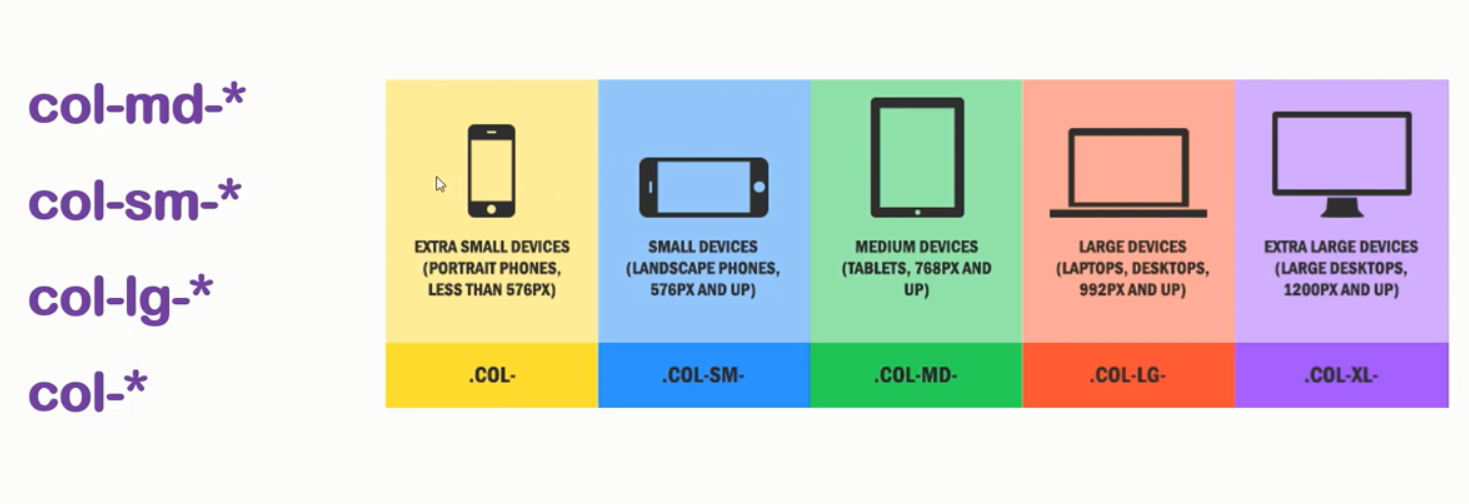 col-md-*
col-sm-*
col-lg-*
col-*
EXTRA SMALL DEVICES
(PORTRAIT PHONES,
LESS THAN 576PX)
.COL-
SMALL DEVICES
(LANDSCAPE PHONES,
576PX AND UP)
.COL-SM-
MEDIUM DEVICES
(TABLETS, 768PX AND
UP)
.COL-MD-
LARGE DEVICES
(LAPTOPS, DESKTOPS,
992PX AND UP)
.COL-LG-
EXTRA LARGE DEVICES
(LARGE DESKTOPS,
1200PX AND UP)
.COL-XL-